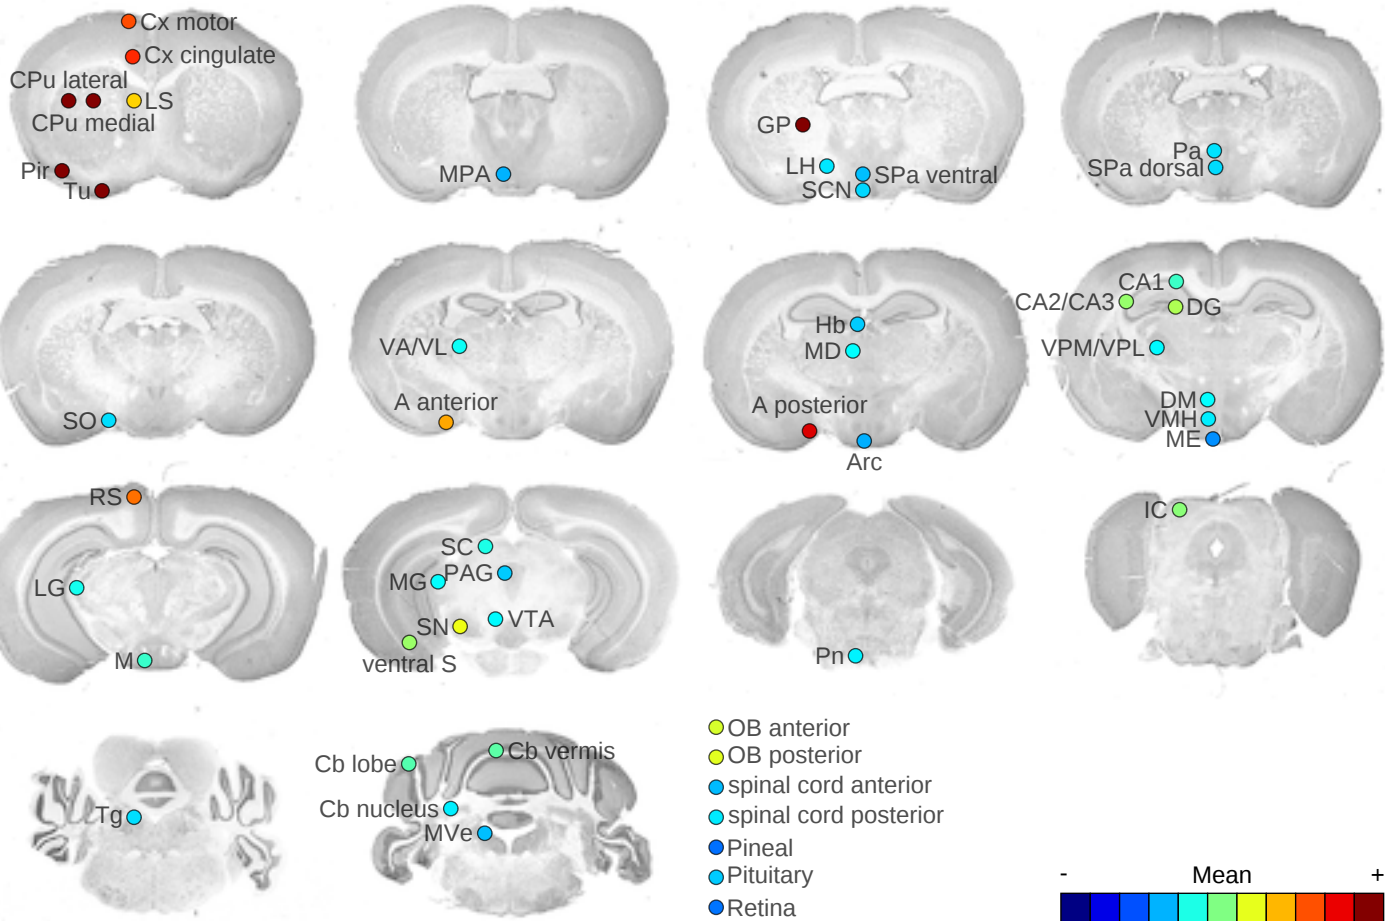 Cx motor
Cx cingulate
CPu lateral
LS
CPu medial
Pir
Tu
MPA
GP
LH
SPa ventral
SCN
Pa
SPa dorsal
SO
VA/VL
A anterior
Hb
MD
A posterior
Arc
CA1
CA2/CA3
DG
VPM/VPL
DM
VMH
ME
RS
LG
M
SC
MG
PAG
SN
VTA
ventral S
Pn
IC
Tg
Cb lobe
Cb vermis
Cb nucleus
MVe
OB anterior
OB posterior
spinal cord anterior
spinal cord posterior
Pineal
Pituitary
Retina
- Mean +